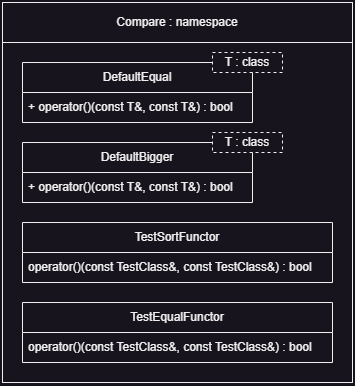 Compare : namespace
T : class
DefaultEqual
+ operator()(const T&, const T&) : bool
T : class
DefaultBigger
+ operator()(const T&, const T&) : bool
TestSortFunctor
operator()(const TestClass&, const TestClass&) : bool
TestEqualFunctor
operator()(const TestClass&, const TestClass&) : bool